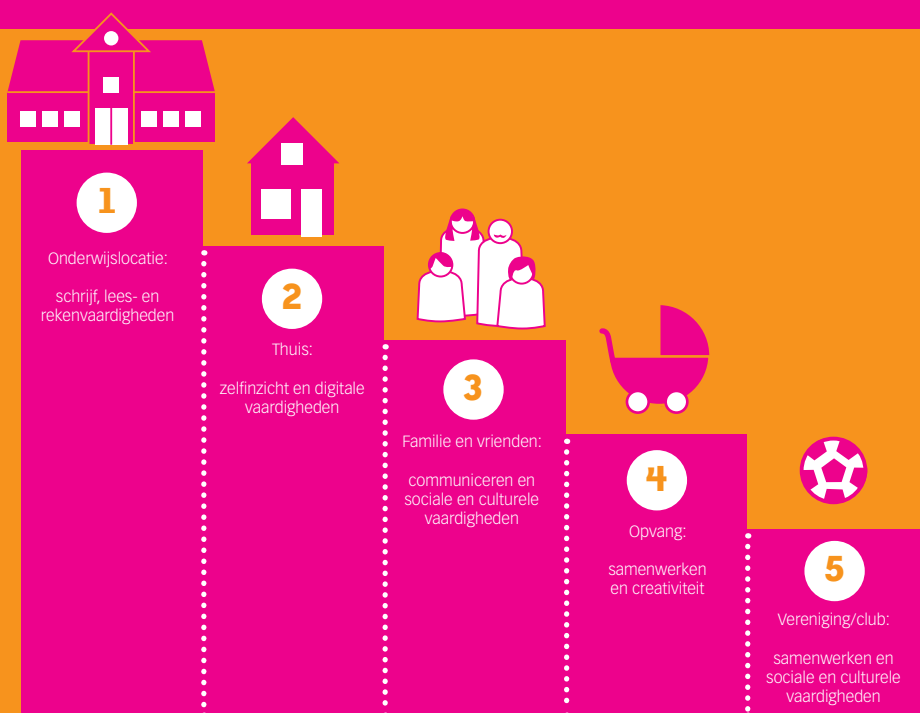 1
Onderwijslocatie:
schrijf, lees- en
rekenvaardigheden
2
Thuis:
zelfinzicht en digitale
vaardigheden
3
Familie en vrienden:
communiceren en
sociale en culturele
vaardigheden
4
Opvang:
samenwerken
en creativiteit
5
Vereniging/club:
samenwerken en
sociale en culturele
vaardigheden